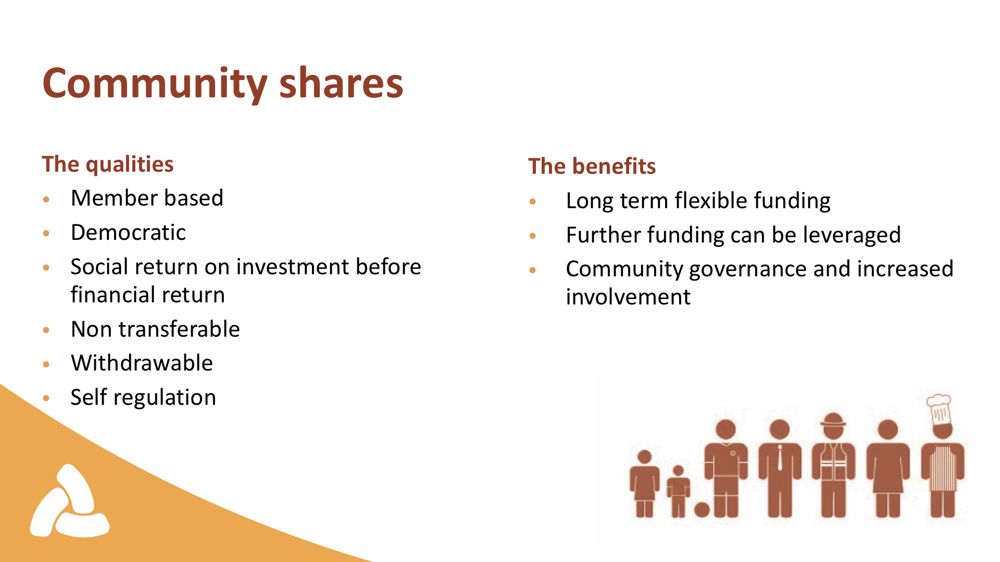 Community shares
The qualities
• Member based
• Democratic
• Social return on investment before
financial return
• Non transferable
• Withdrawable
• Self regulation
The benefits
• Long term flexible funding
• Further funding can be leveraged
• Community governance and increased
involvement